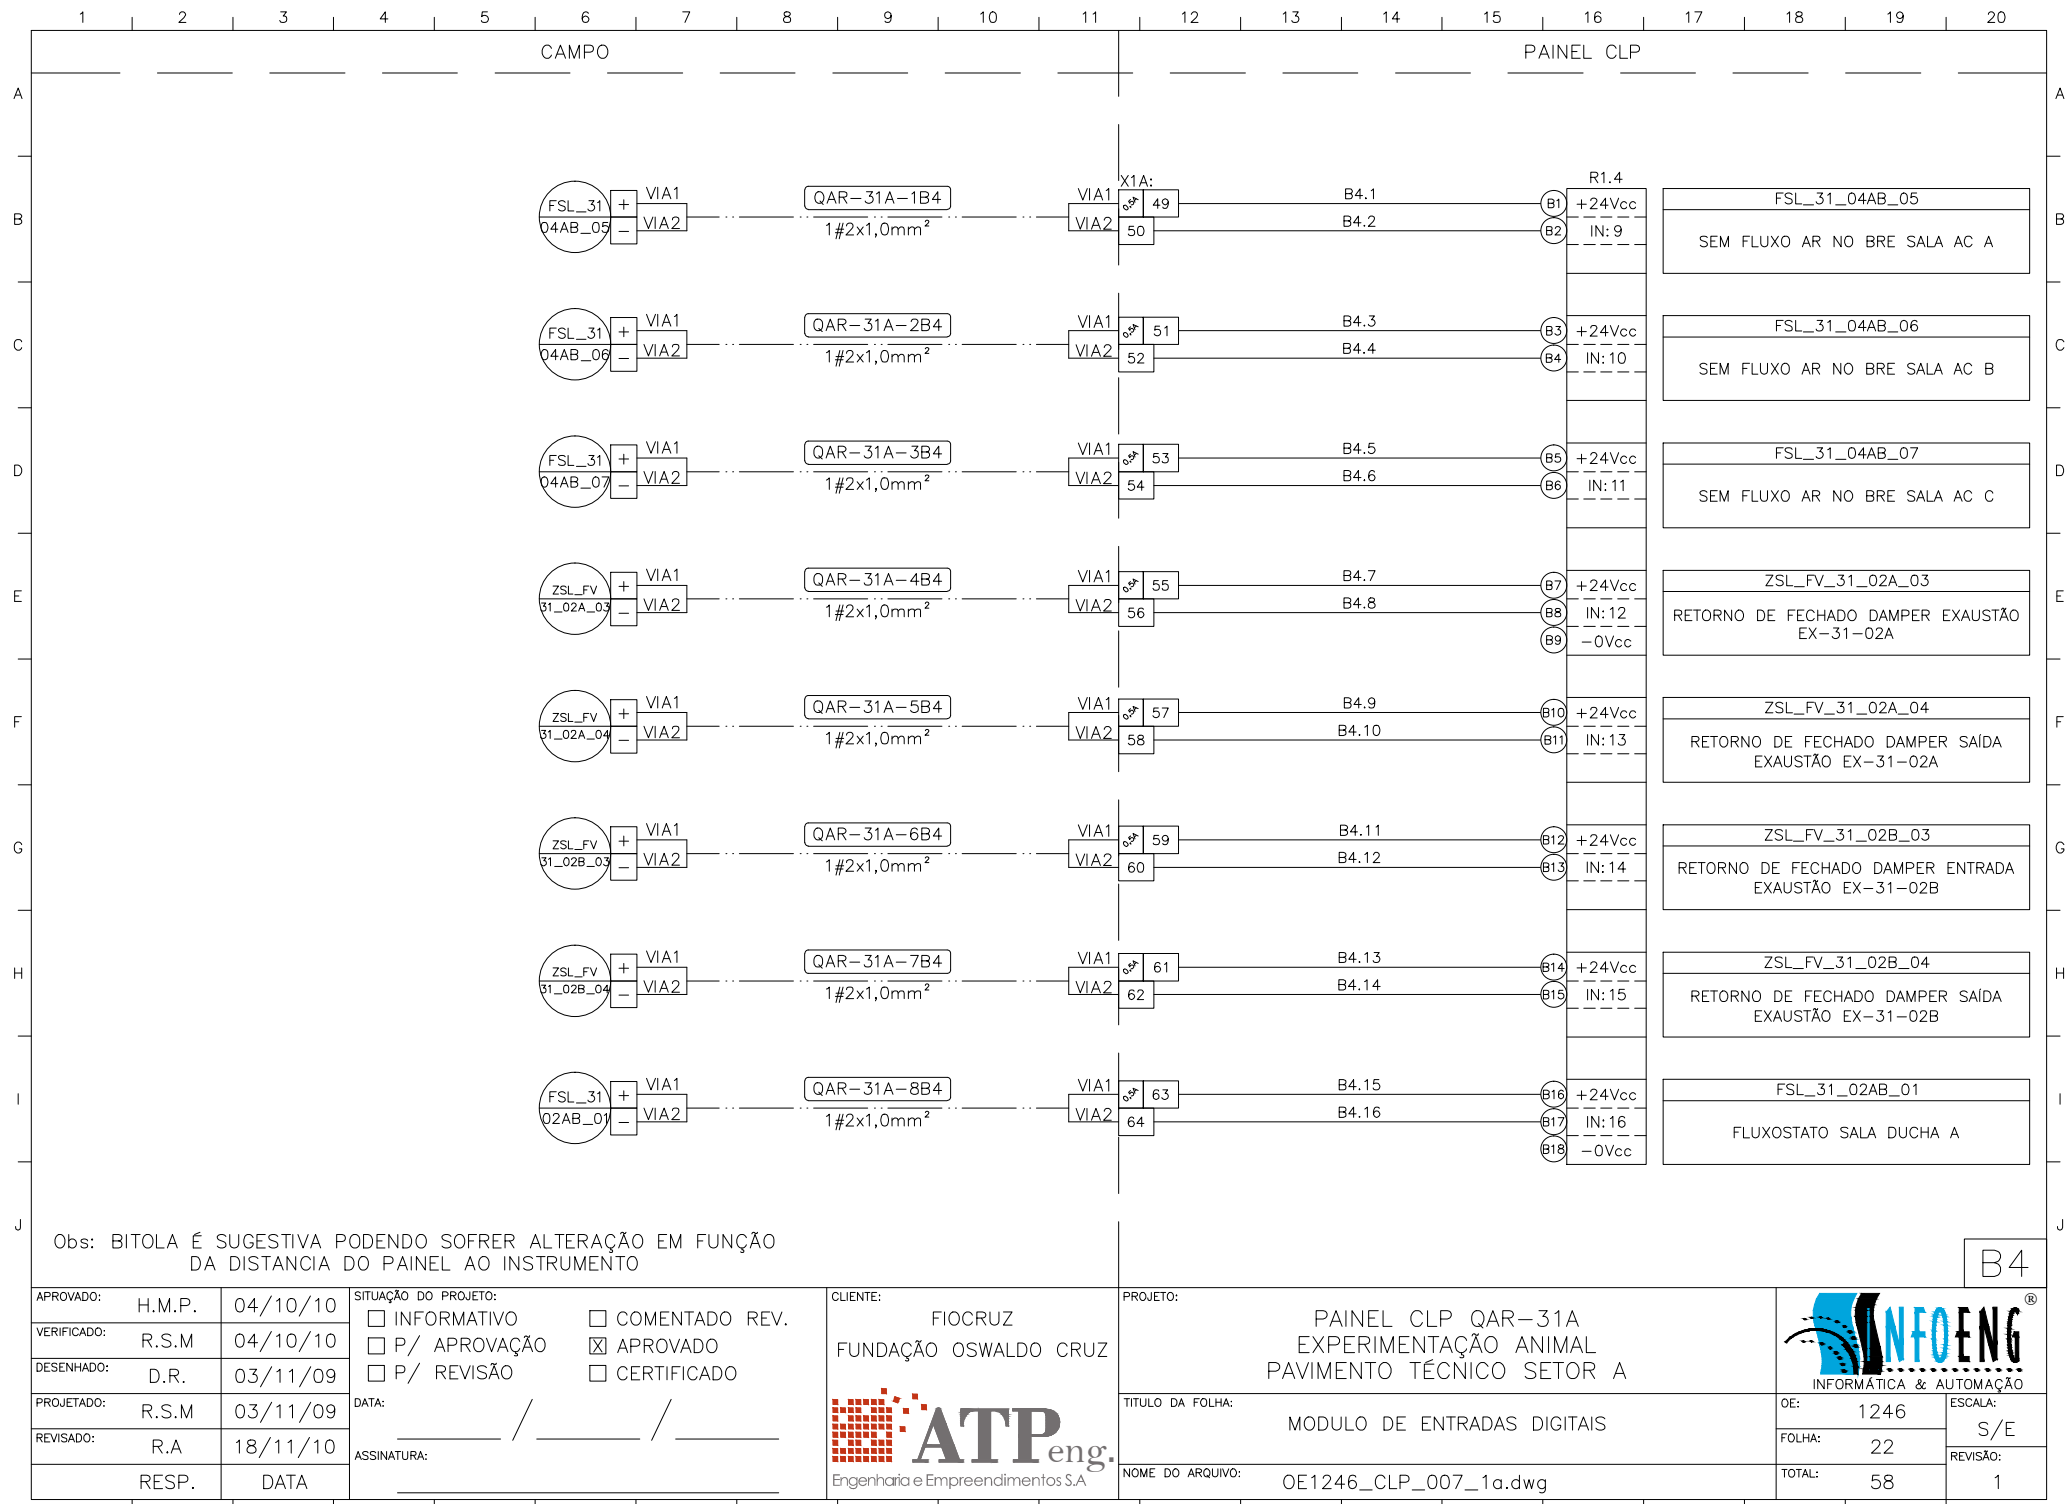 1 2 3 4 5 6 7 8 9 10 11 12 13 14 15 16 17 18 19 20
CAMPO PAINEL CLP
A A
X1A: R1.4
B B
FSL_31 04AB_05 + − VIA1 VIA2 QAR-31A-1B4 1#2x1,0mm² VIA1 VIA2 0,5A 49 50 B4.1 B4.2 B1 B2 +24Vcc IN:9
FSL_31_04AB_05
SEM FLUXO AR NO BRE SALA AC A
C C
FSL_31 04AB_06 + − VIA1 VIA2 QAR-31A-2B4 1#2x1,0mm² VIA1 VIA2 0,5A 51 52 B4.3 B4.4 B3 B4 +24Vcc IN:10
FSL_31_04AB_06
SEM FLUXO AR NO BRE SALA AC B
D D
FSL_31 04AB_07 + − VIA1 VIA2 QAR-31A-3B4 1#2x1,0mm² VIA1 VIA2 0,5A 53 54 B4.5 B4.6 B5 B6 +24Vcc IN:11
FSL_31_04AB_07
SEM FLUXO AR NO BRE SALA AC C
E E
ZSL_FV 31_02A_03 + − VIA1 VIA2 QAR-31A-4B4 1#2x1,0mm² VIA1 VIA2 0,5A 55 56 B4.7 B4.8 B7 B8 B9 +24Vcc IN:12 −0Vcc
ZSL_FV_31_02A_03
RETORNO DE FECHADO DAMPER EXAUSTÃO
EX-31-02A
F F
ZSL_FV 31_02A_04 + − VIA1 VIA2 QAR-31A-5B4 1#2x1,0mm² VIA1 VIA2 0,5A 57 58 B4.9 B4.10 B10 B11 +24Vcc IN:13
ZSL_FV_31_02A_04
RETORNO DE FECHADO DAMPER SAÍDA
EXAUSTÃO EX-31-02A
G G
ZSL_FV 31_02B_03 + − VIA1 VIA2 QAR-31A-6B4 1#2x1,0mm² VIA1 VIA2 0,5A 59 60 B4.11 B4.12 B12 B13 +24Vcc IN:14
ZSL_FV_31_02B_03
RETORNO DE FECHADO DAMPER ENTRADA
EXAUSTÃO EX-31-02B
H H
ZSL_FV 31_02B_04 + − VIA1 VIA2 QAR-31A-7B4 1#2x1,0mm² VIA1 VIA2 0,5A 61 62 B4.13 B4.14 B14 B15 +24Vcc IN:15
ZSL_FV_31_02B_04
RETORNO DE FECHADO DAMPER SAÍDA
EXAUSTÃO EX-31-02B
I I
FSL_31 02AB_01 + − VIA1 VIA2 QAR-31A-8B4 1#2x1,0mm² VIA1 VIA2 0,5A 63 64 B4.15 B4.16 B16 B17 B18 +24Vcc IN:16 −0Vcc
FSL_31_02AB_01
FLUXOSTATO SALA DUCHA A
J J
Obs: BITOLA É SUGESTIVA PODENDO SOFRER ALTERAÇÃO EM FUNÇÃO
DA DISTANCIA DO PAINEL AO INSTRUMENTO
B4
APROVADO: H.M.P. 04/10/10
VERIFICADO: R.S.M 04/10/10
DESENHADO: D.R. 03/11/09
PROJETADO: R.S.M 03/11/09
REVISADO: R.A 18/11/10
RESP. DATA
SITUAÇÃO DO PROJETO:
INFORMATIVO COMENTADO REV.
P/ APROVAÇÃO X APROVADO
P/ REVISÃO CERTIFICADO
DATA: / /
ASSINATURA:
CLIENTE:
FIOCRUZ
FUNDAÇÃO OSWALDO CRUZ
ATPeng.
Engenharia e Empreendimentos S.A
PROJETO:
PAINEL CLP QAR-31A
EXPERIMENTAÇÃO ANIMAL
PAVIMENTO TÉCNICO SETOR A
TITULO DA FOLHA:
MODULO DE ENTRADAS DIGITAIS
NOME DO ARQUIVO: OE1246_CLP_007_1a.dwg
INFOENG ®
INFORMÁTICA & AUTOMAÇÃO
OE: 1246
FOLHA: 22
TOTAL: 58
ESCALA: S/E
REVISÃO: 1